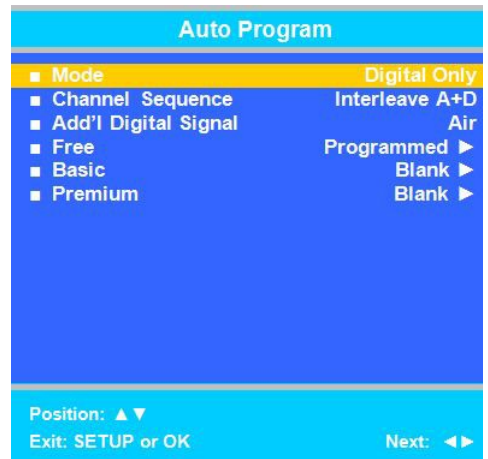 Auto Program
■ Mode Digital Only
■ Channel Sequence Interleave A+D
■ Add'l Digital Signal Air
■ Free Programmed ►
■ Basic Blank ►
■ Premium Blank ►
Position: ▲▼
Exit: SETUP or OK Next: ◄►